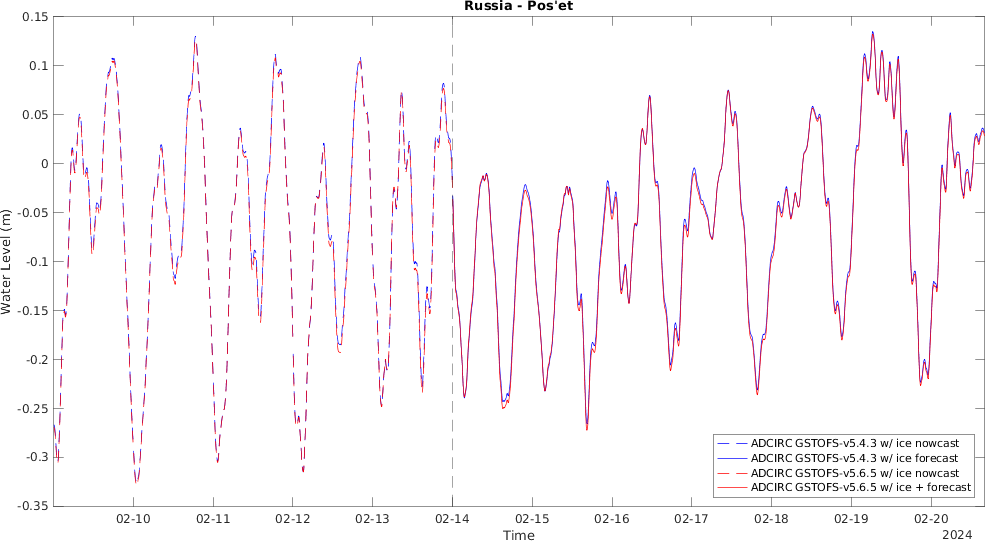 Russia - Pos'et
0.15
0.1
0.05
0
-0.05
-0.1
-0.15
-0.2
-0.25
-0.3
-0.35
Water Level (m)
ADCIRC GSTOFS-v5.4.3 w/ ice nowcast
ADCIRC GSTOFS-v5.4.3 w/ ice forecast
ADCIRC GSTOFS-v5.6.5 w/ ice nowcast
ADCIRC GSTOFS-v5.6.5 w/ ice + forecast
02-10 02-11 02-12 02-13 02-14 02-15 02-16 02-17 02-18 02-19 02-20
Time
2024